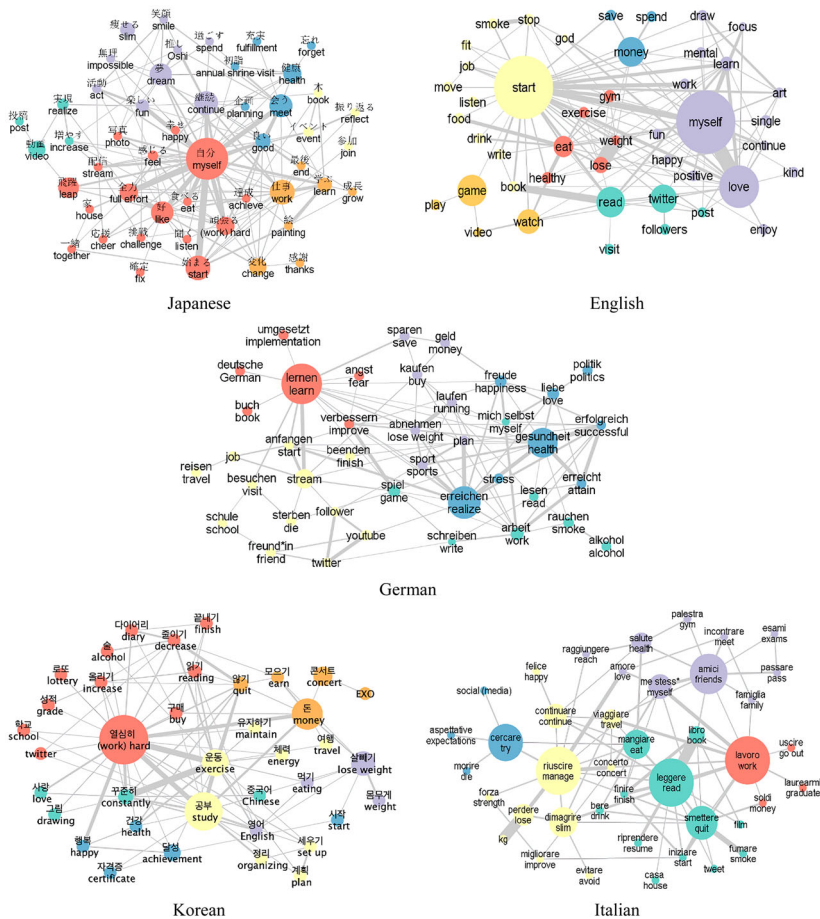 痩せる
slim
笑顔
smile
無理
impossible
推し
Oshi
過ごす
spend
充実
fulfillment
忘れ
forget
夢
dream
初詣
annual shrine visit
健康
health
活動
act
楽しい
fun
継続
continue
企画
planning
会う
meet
本
book
振り返る
reflect
実現
realize
投稿
post
動画
video
増やす
increase
写真
photo
幸せ
happy
良い
good
イベント
event
参加
join
配信
stream
感じる
feel
自分
myself
最後
end
飛躍
leap
全力
full effort
食べる
eat
達成
achieve
仕事
work
学ぶ
learn
成長
grow
家
house
好
like
頑張る
(work) hard
絵
painting
一緒
together
応援
cheer
挑戦
challenge
聞く
listen
確定
fix
始まる
start
変化
change
感謝
thanks
Japanese
smoke
stop
save
spend
draw
focus
fit
god
money
mental
learn
job
start
work
move
gym
art
listen
exercise
myself
single
food
drink
weight
fun
continue
write
eat
lose
happy
kind
healthy
positive
love
game
book
read
twitter
play
watch
post
enjoy
video
followers
visit
English
umgesetzt
implementation
sparen
save
geld
money
deutsche
German
lernen
learn
angst
fear
kaufen
buy
freude
happiness
politik
politics
liebe
love
buch
book
laufen
running
verbessern
improve
abnehmen
lose weight
mich selbst
myself
erfolgreich
successful
anfangen
start
plan
gesundheit
health
job
beenden
finish
reisen
travel
besuchen
visit
stream
sport
sports
stress
erreicht
attain
spiel
game
erreichen
realize
lesen
read
schule
school
sterben
die
follower
rauchen
smoke
freund*in
friend
youtube
schreiben
write
arbeit
work
alkohol
alcohol
twitter
German
다이어리
diary
끝내기
finish
줄이기
decrease
술
alcohol
로또
lottery
올리기
increase
읽기
reading
않기
quit
모으기
earn
콘서트
concert
EXO
성적
grade
구매
buy
돈
money
학교
school
열심히
(work) hard
유지하기
maintain
여행
travel
twitter
운동
exercise
체력
energy
살빼기
lose weight
사랑
love
꾸준히
constantly
중국어
Chinese
먹기
eating
몸무게
weight
그림
drawing
공부
study
건강
health
영어
English
시작
start
행복
happy
달성
achievement
정리
organizing
세우기
set up
자격증
certificate
계획
plan
Korean
palestra
gym
esami
exams
salute
health
incontrare
meet
raggiungere
reach
amici
friends
felice
happy
amore
love
passare
pass
social (media)
me stess*
myself
famiglia
family
continuare
continue
viaggiare
travel
aspettative
expectations
cercare
try
mangiare
eat
libro
book
uscire
go out
riuscire
manage
concerto
concert
lavoro
work
morire
die
leggere
read
laurearmi
graduate
forza
strength
finire
finish
soldi
money
perdere
lose
dimagrire
slim
bere
drink
smettere
quit
film
kg
riprendere
resume
migliorare
improve
iniziare
start
fumare
smoke
evitare
avoid
casa
house
tweet
Italian